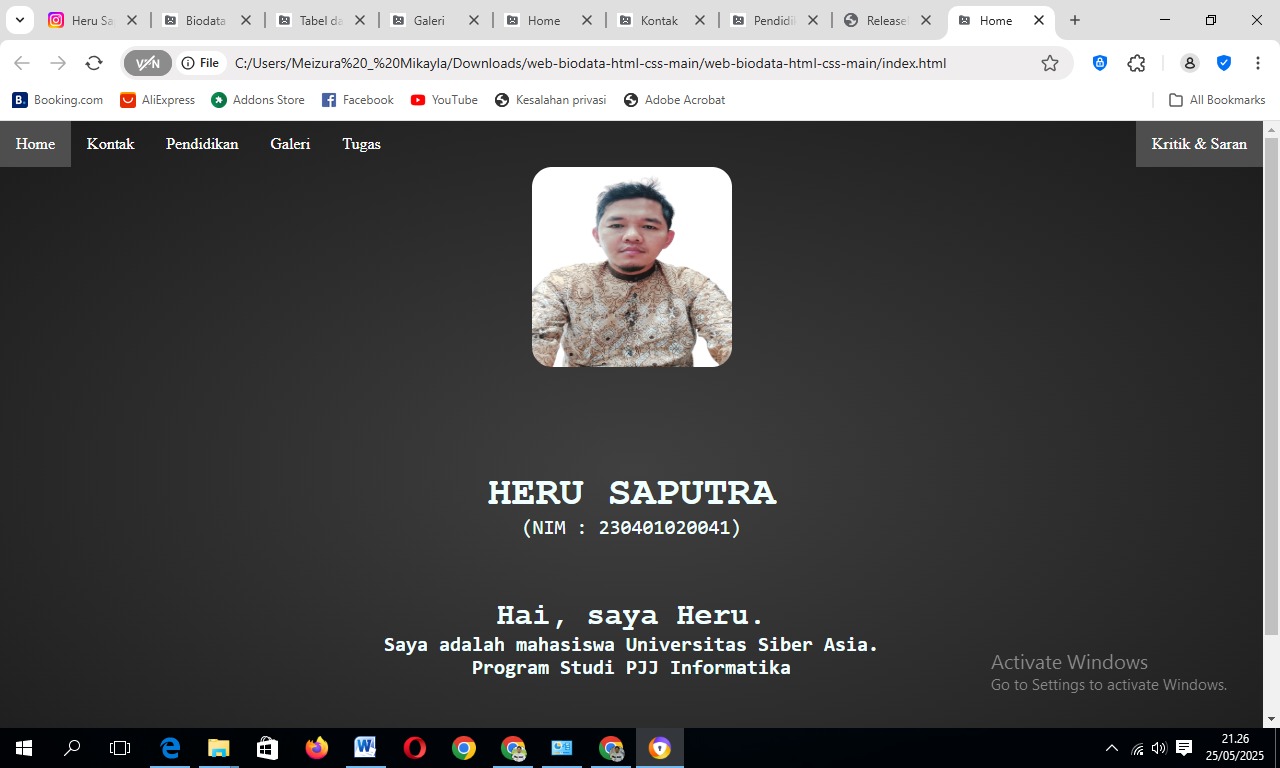 Heru Sa
Biodata
Tabel da
Galeri
Home
Kontak
Pendidi
Release
Home
VPN
File
C:/Users/Meizura%20_%20Mikayla/Downloads/web-biodata-html-css-main/web-biodata-html-css-main/index.html
B. Booking.com
AliExpress
Addons Store
Facebook
YouTube
Kesalahan privasi
Adobe Acrobat
All Bookmarks
Home
Kontak
Pendidikan
Galeri
Tugas
Kritik & Saran
HERU SAPUTRA
(NIM : 230401020041)
Hai, saya Heru.
Saya adalah mahasiswa Universitas Siber Asia.
Program Studi PJJ Informatika
Activate Windows
Go to Settings to activate Windows.
21.26
25/05/2025